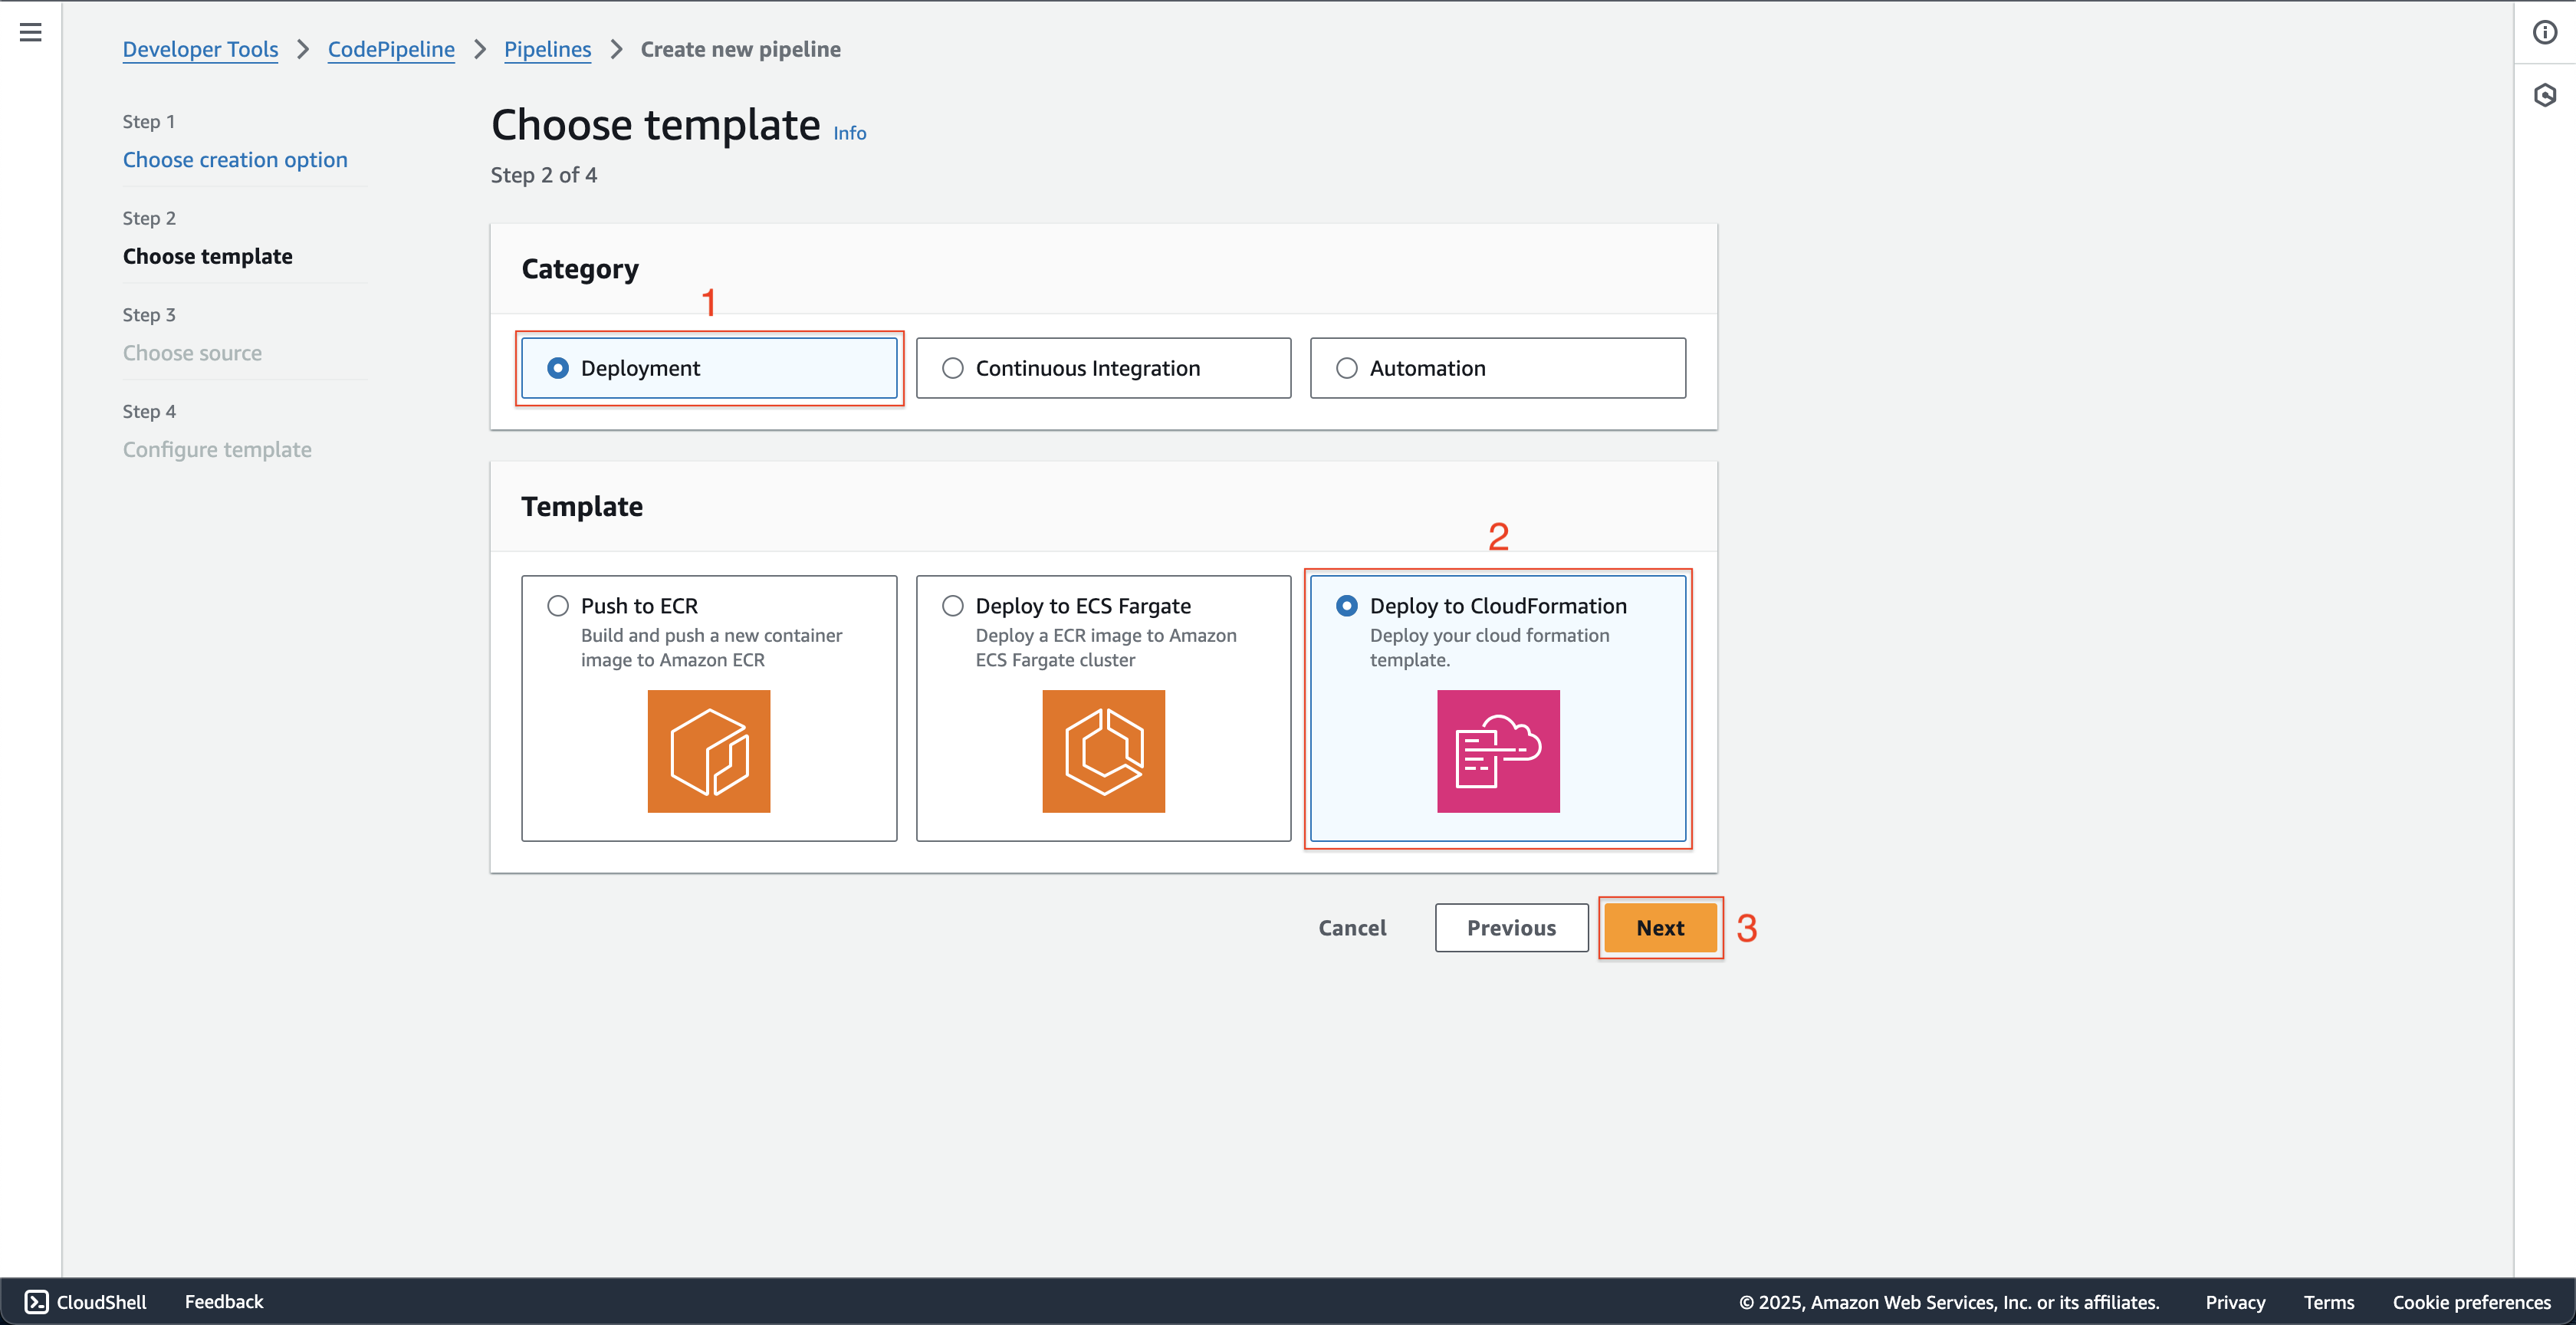 Developer Tools > CodePipeline > Pipelines > Create new pipeline
Step 1
Choose creation option
Step 2
Choose template
Step 3
Choose source
Step 4
Configure template
Choose template Info
Step 2 of 4
Category
1
Deployment
Continuous Integration
Automation
Template
2
Push to ECR
Build and push a new container
image to Amazon ECR
Deploy to ECS Fargate
Deploy a ECR image to Amazon
ECS Fargate cluster
Deploy to CloudFormation
Deploy your cloud formation
template.
Cancel
Previous
Next
3
CloudShell
Feedback
© 2025, Amazon Web Services, Inc. or its affiliates.
Privacy
Terms
Cookie preferences